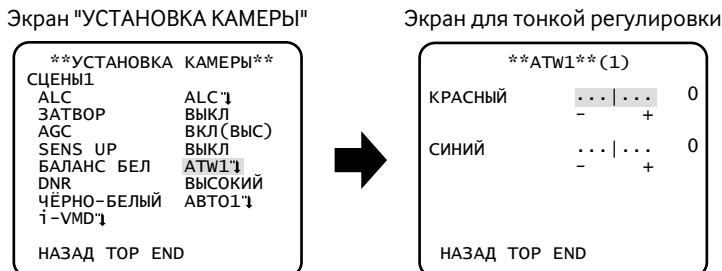 Экран "УСТАНОВКА КАМЕРЫ"
**УСТАНОВКА КАМЕРЫ**
СЦЕНЫ1
ALC ALC
ЗАТВОР ВЫКЛ
AGC ВКЛ(ВЫС)
SENS UP ВЫКЛ
БАЛАНС БЕЛ ATW1
DNR ВЫСОКИЙ
ЧЁРНО-БЕЛЫЙ АВТО1
i-VMD
НАЗАД TOP END
Экран для тонкой регулировки
**ATW1**(1)
КРАСНЫЙ ...|... 0
- +
СИНИЙ ...|... 0
- +
НАЗАД TOP END